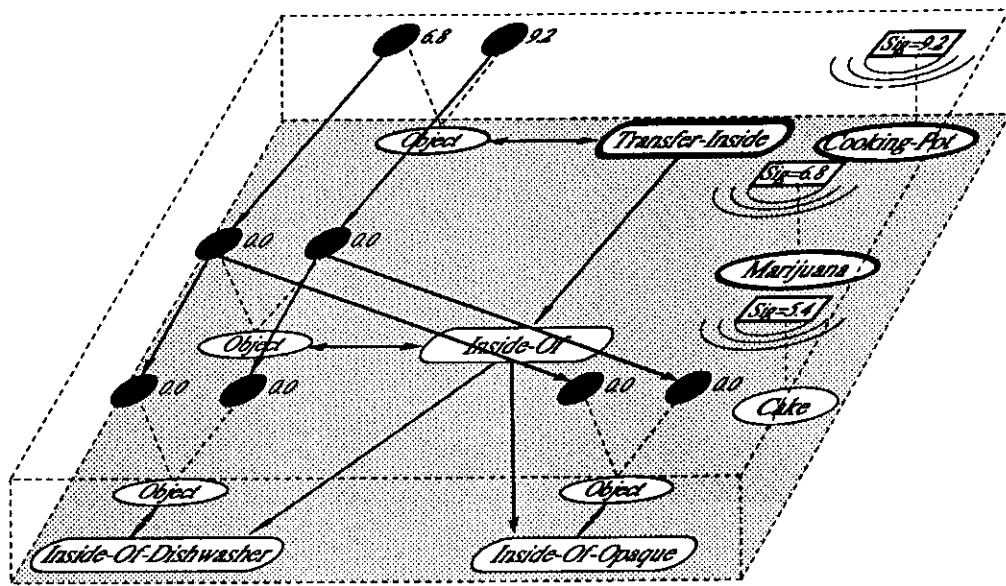 6.8
9.2
Sig=9.2
Object
Transfer-Inside
Cooking-Pot
Sig=6.8
0.0
0.0
Marijuana
Sig=5.4
Object
Inside-Of
0.0
0.0
0.0
0.0
Cake
Object
Object
Inside-Of-Dishwasher
Inside-Of-Opaque